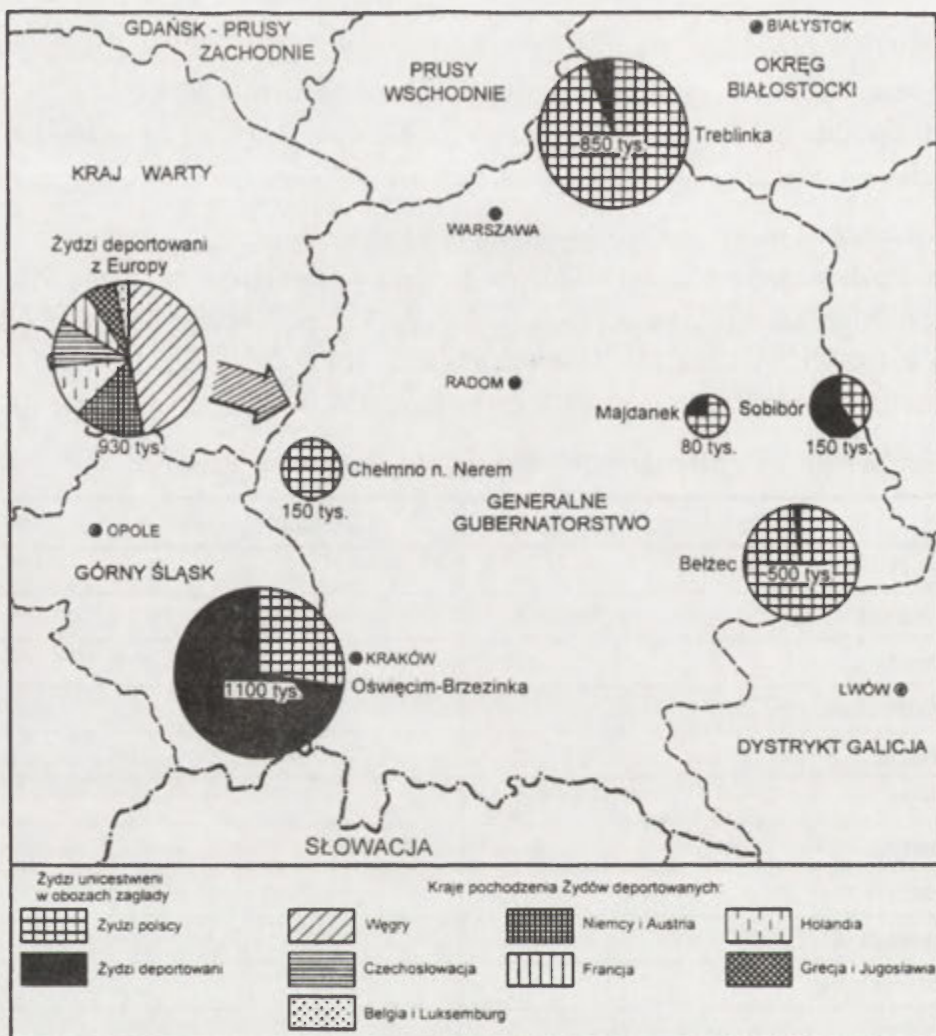 GDAŃSK - PRUSY
ZACHODNIE
BIAŁYSTOK
PRUSY
WSCHODNIE
OKRĘG
BIAŁOSTOCKI
850 tys.
Treblinka
KRAJ WARTY
WARSZAWA
Żydzi deportowani
z Europy
930 tys.
RADOM
Majdanek
80 tys.
Sobibór
150 tys.
Chełmno n. Nerem
150 tys.
GENERALNE
GUBERNATORSTWO
OPOLE
GÓRNY ŚLĄSK
Bełżec
500 tys.
KRAKÓW
1100 tys.
Oświęcim-Brzezinka
LWÓW
DYSTRYKT GALICJA
SŁOWACJA
Żydzi unicestwieni
w obozach zagłady
Żydzi polscy
Żydzi deportowani
Kraje pochodzenia Żydów deportowanych:
Węgry
Niemcy i Austria
Holandia
Czechosłowacja
Francja
Grecja i Jugosławia
Belgia i Luksemburg